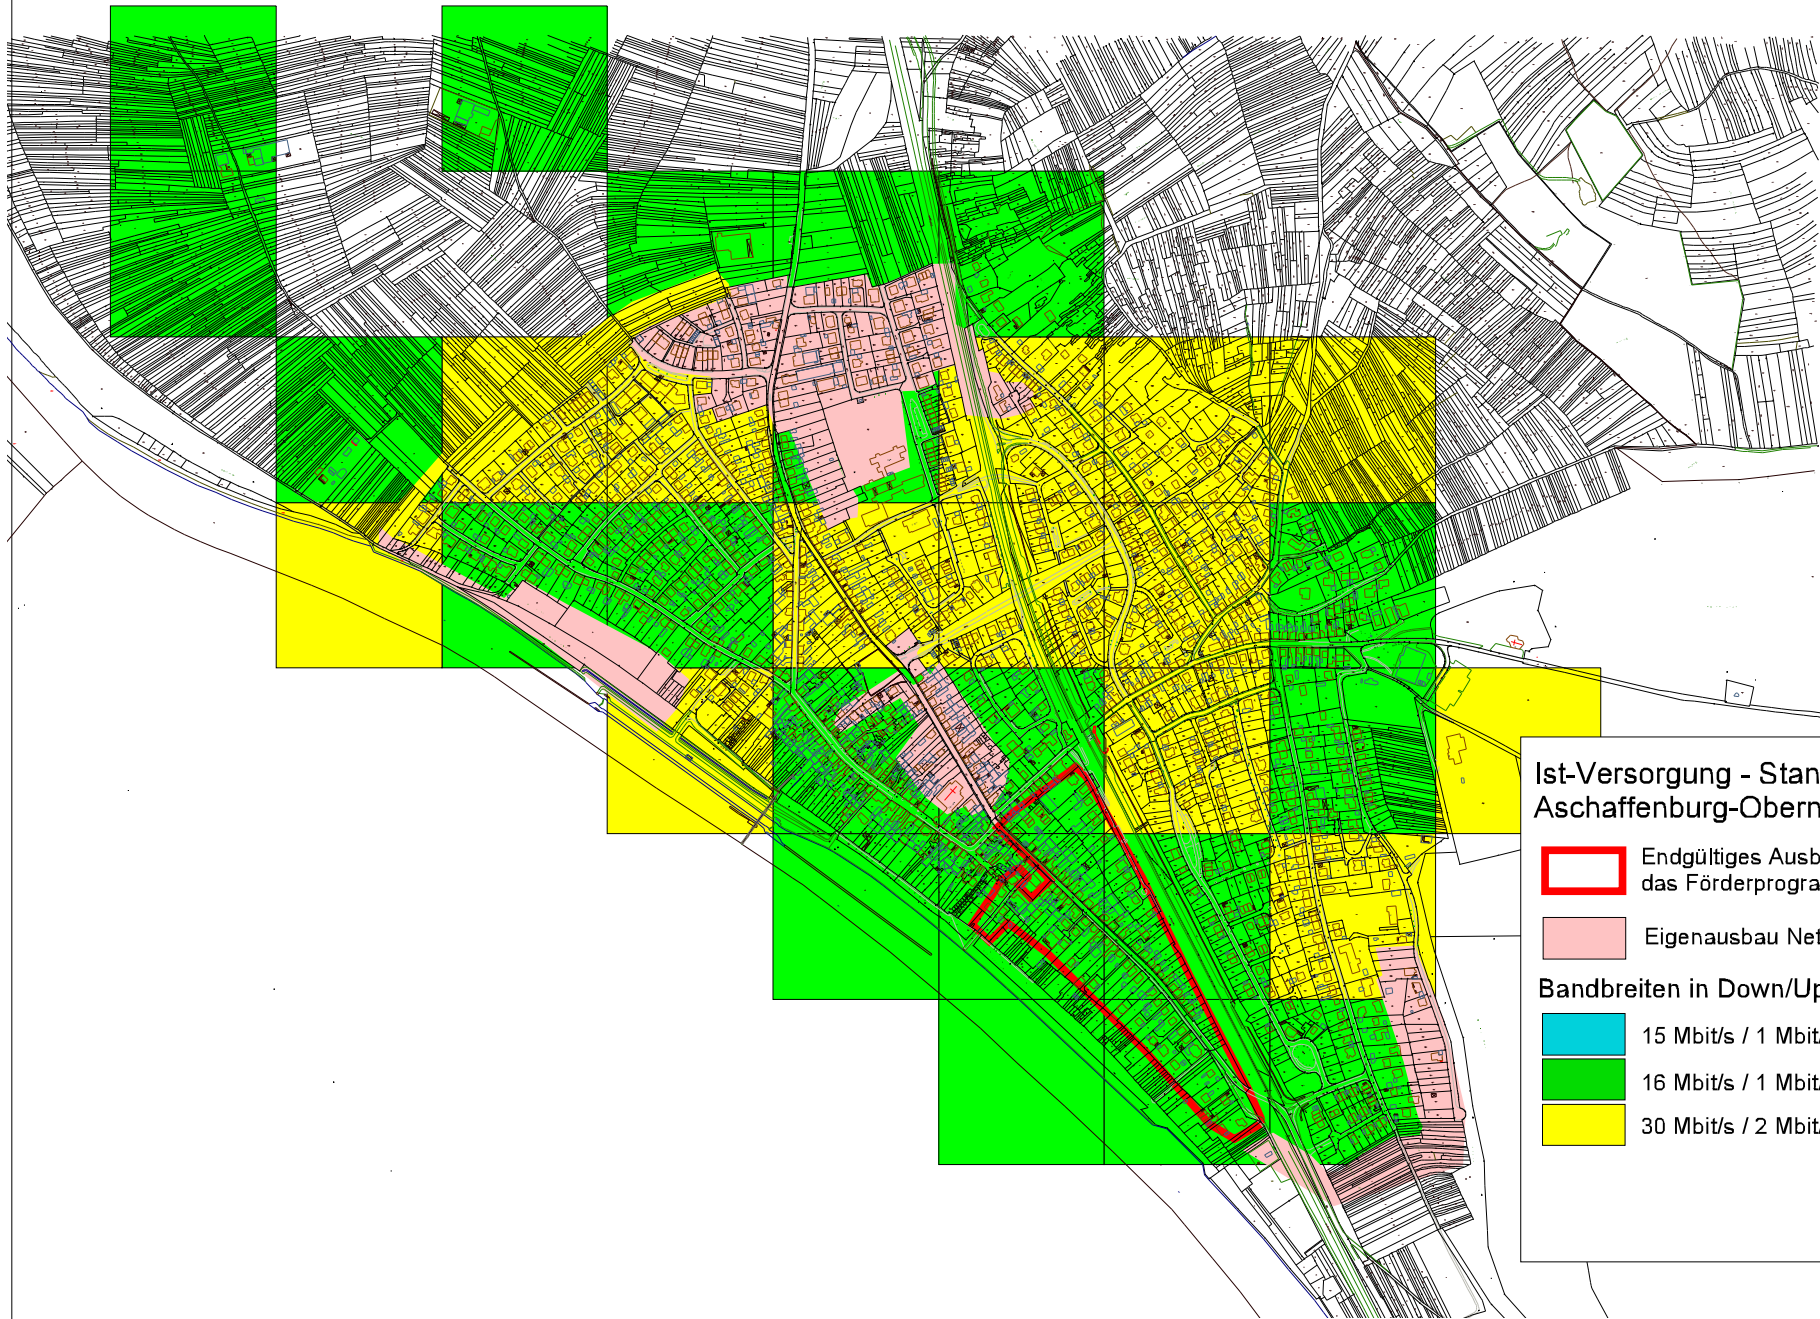 Ist-Versorgung - Stan
Aschaffenburg-Obern
Endgültiges Ausb
das Förderprogra
Eigenausbau Net
Bandbreiten in Down/Up
15 Mbit/s / 1 Mbit/
16 Mbit/s / 1 Mbit/
30 Mbit/s / 2 Mbit/